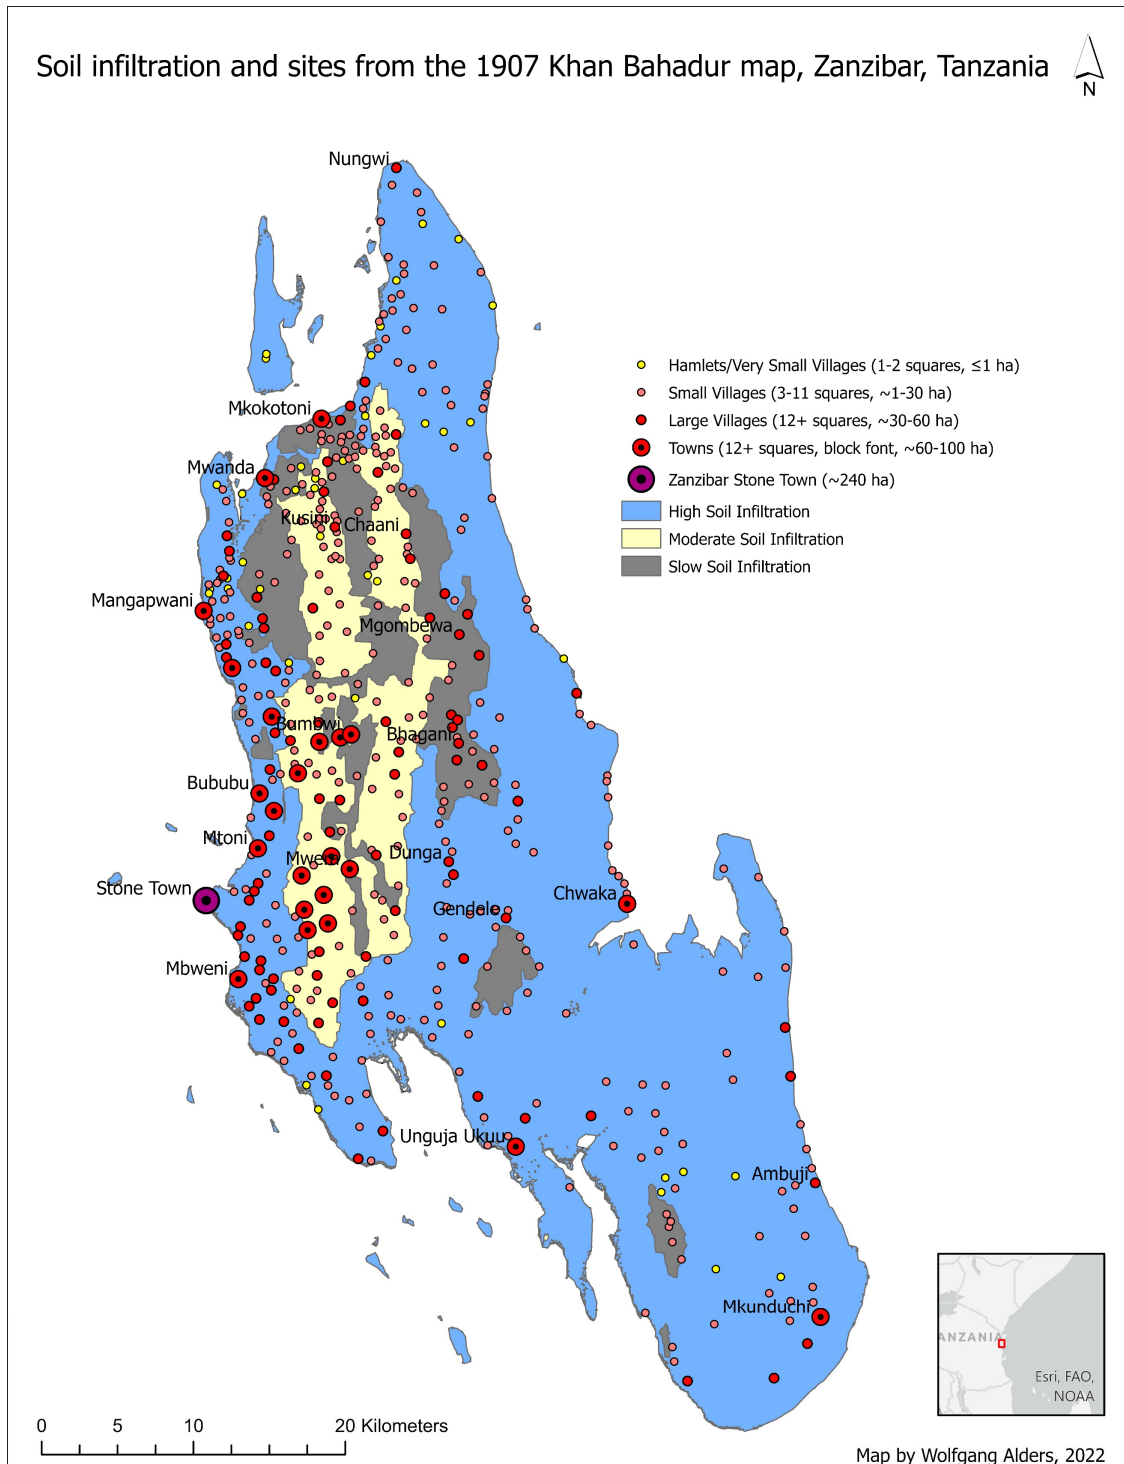 Soil infiltration and sites from the 1907 Khan Bahadur map, Zanzibar, Tanzania
N
Nungwi
Hamlets/Very Small Villages (1-2 squares, ≤1 ha)
Small Villages (3-11 squares, ~1-30 ha)
Large Villages (12+ squares, ~30-60 ha)
Towns (12+ squares, block font, ~60-100 ha)
Zanzibar Stone Town (~240 ha)
High Soil Infiltration
Moderate Soil Infiltration
Slow Soil Infiltration
Mkokotoni
Mwanda
Kusini
Chaani
Mangapwani
Mgombewa
Bumbwi
Bhagani
Bububu
Mtoni
Mwera
Dunga
Stone Town
Chwaka
Gendele
Mbweni
Unguja Ukuu
Ambuji
Mkunduchi
ANZANIA
Esri, FAO,
NOAA
0 5 10 20 Kilometers
Map by Wolfgang Alders, 2022